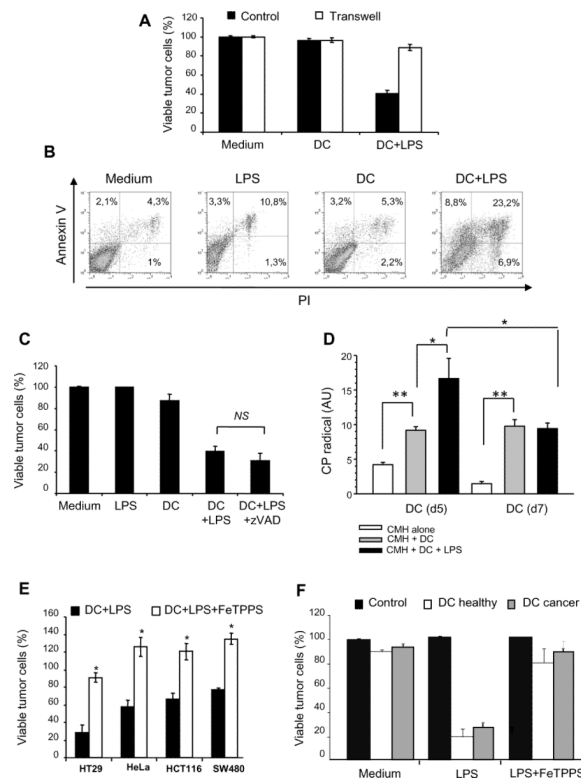 A
Control Transwell
Viable tumor cells (%)
120
100
80
60
40
20
0
Medium DC DC+LPS
B
Medium LPS DC DC+LPS
Annexin V
2,1% 4,3% 3,3% 10,8% 3,2% 5,3% 8,8% 23,2%
1% 1,3% 2,2% 6,9%
PI
C
Viable tumor cells (%)
120
100
80
60
40
20
0
NS
Medium LPS DC DC DC+LPS
+LPS +zVAD
D
CP radical (AU)
20
15
10
5
0
** * ** *
DC (d5) DC (d7)
CMH alone
CMH + DC
CMH + DC + LPS
E
DC+LPS DC+LPS+FeTPPS
Viable tumor cells (%)
160
140
120
100
80
60
40
20
0
* * * *
HT29 HeLa HCT116 SW480
F
Control DC healthy DC cancer
Viable tumor cells (%)
120
100
80
60
40
20
0
Medium LPS LPS+FeTPPS